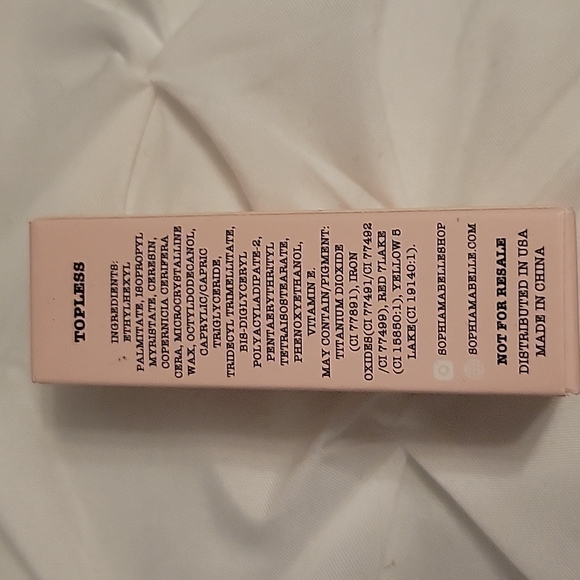 TOPLESS
INGREDIENTS:
ETHYLHEXYL
PALMITATE, ISOPROPYL
MYRISTATE, CERESIN,
COPERNICIA CERIFERA
CERA, MICROCRYSTALLINE
WAX, OCTYLDODECANOL,
CAPRYLIC/CAPRIC
TRIGLYCERIDE,
TRIDECYL TRIMELLITATE,
BIS-DIGLYCERYL
POLYACYLADIPATE-2,
PENTAERYTHRITYL
TETRAISOSTEARATE,
PHENOXYETHANOL,
VITAMIN E.
MAY CONTAIN/PIGMENT:
TITANIUM DIOXIDE
(CI 77891), IRON
OXIDES(CI 77491/CI 77492
/CI 77499), RED 7LAKE
(CI 15850:1), YELLOW 5
LAKE(CI 19140:1).
SOPHIAMABELLESHOP
SOPHIAMABELLE.COM
NOT FOR RESALE
DISTRIBUTED IN USA
MADE IN CHINA